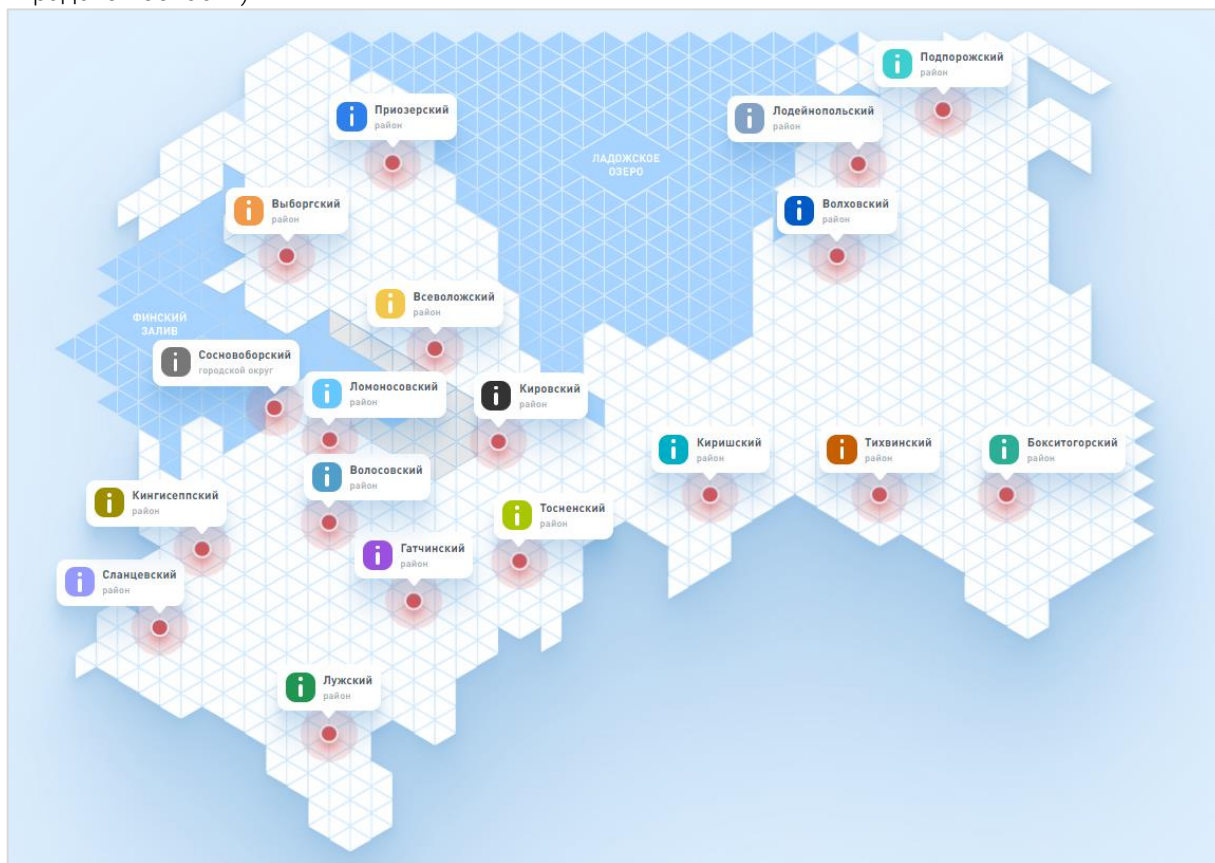 Подпорожский
район
Приозерский
район
Лодейнопольский
район
ЛАДОЖСКОЕ
ОЗЕРО
Выборгский
район
Волховский
район
Всеволожский
район
ФИНСКИЙ
ЗАЛИВ
Сосновоборский
городской округ
Ломоносовский
район
Кировский
район
Киришский
район
Тихвинский
район
Бокситогорский
район
Волосовский
район
Кингисеппский
район
Тосненский
район
Гатчинский
район
Сланцевский
район
Лужский
район